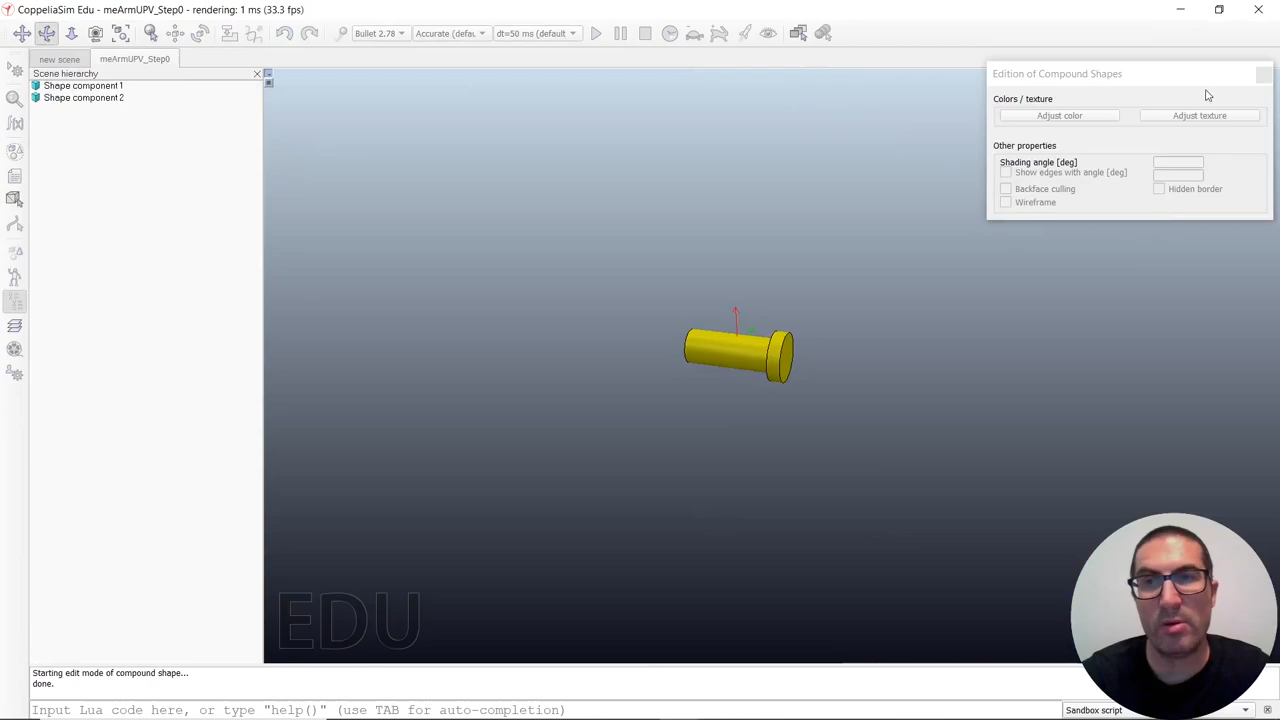 CoppeliaSim Edu - meArmUPV_Step0 - rendering: 1 ms (33.3 fps)
Bullet 2.78
Accurate (defau
dt=50 ms (default)
new scene
meArmUPV_Step0
Scene hierarchy
Shape component 1
Shape component 2
Edition of Compound Shapes
Colors / texture
Adjust color
Adjust texture
Other properties
Shading angle [deg]
Show edges with angle [deg]
Backface culling
Hidden border
Wireframe
EDU
Starting edit mode of compound shape...
done.
Input Lua code here, or type "help()" (use TAB for auto-completion)
Sandbox script